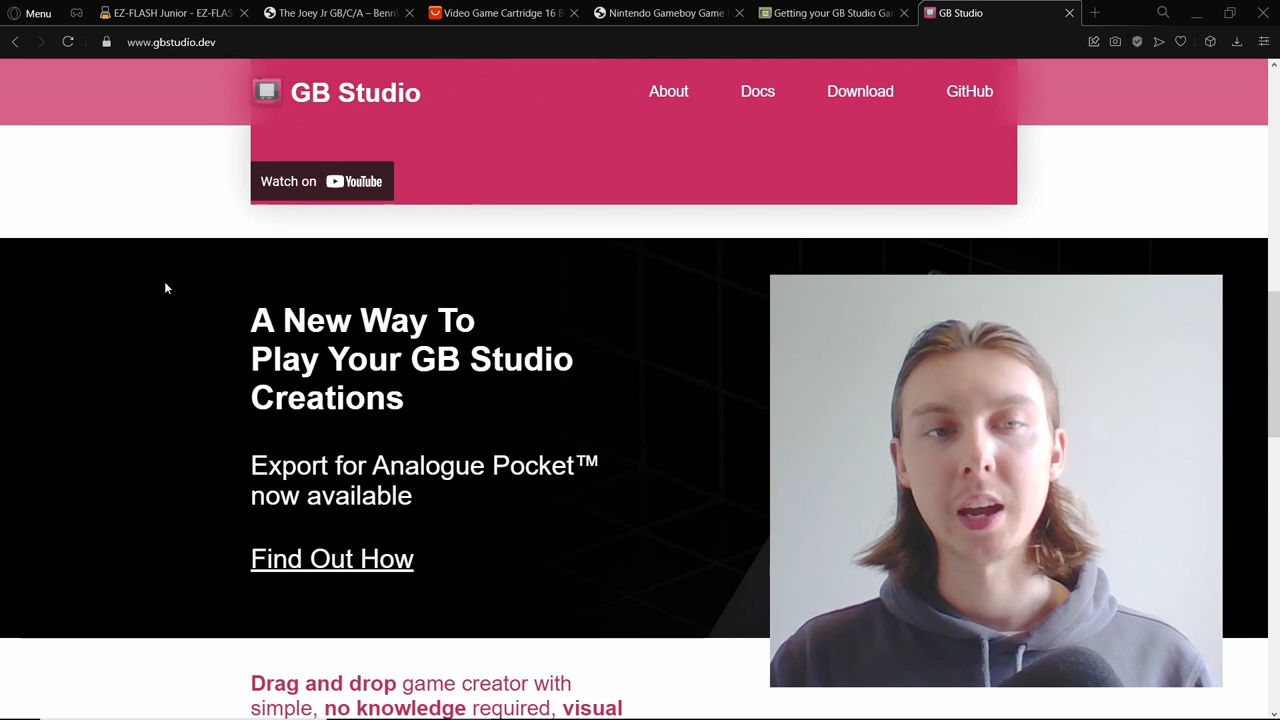 Menu
EZ-FLASH Junior - EZ-FLAS
The Joey Jr GB/C/A – Benn
Video Game Cartridge 16 B
Nintendo Gameboy Game
Getting your GB Studio Ga
GB Studio
www.gbstudio.dev
GB Studio
About
Docs
Download
GitHub
Watch on YouTube
A New Way To
Play Your GB Studio
Creations
Export for Analogue Pocket™
now available
Find Out How
Drag and drop game creator with
simple, no knowledge required, visual